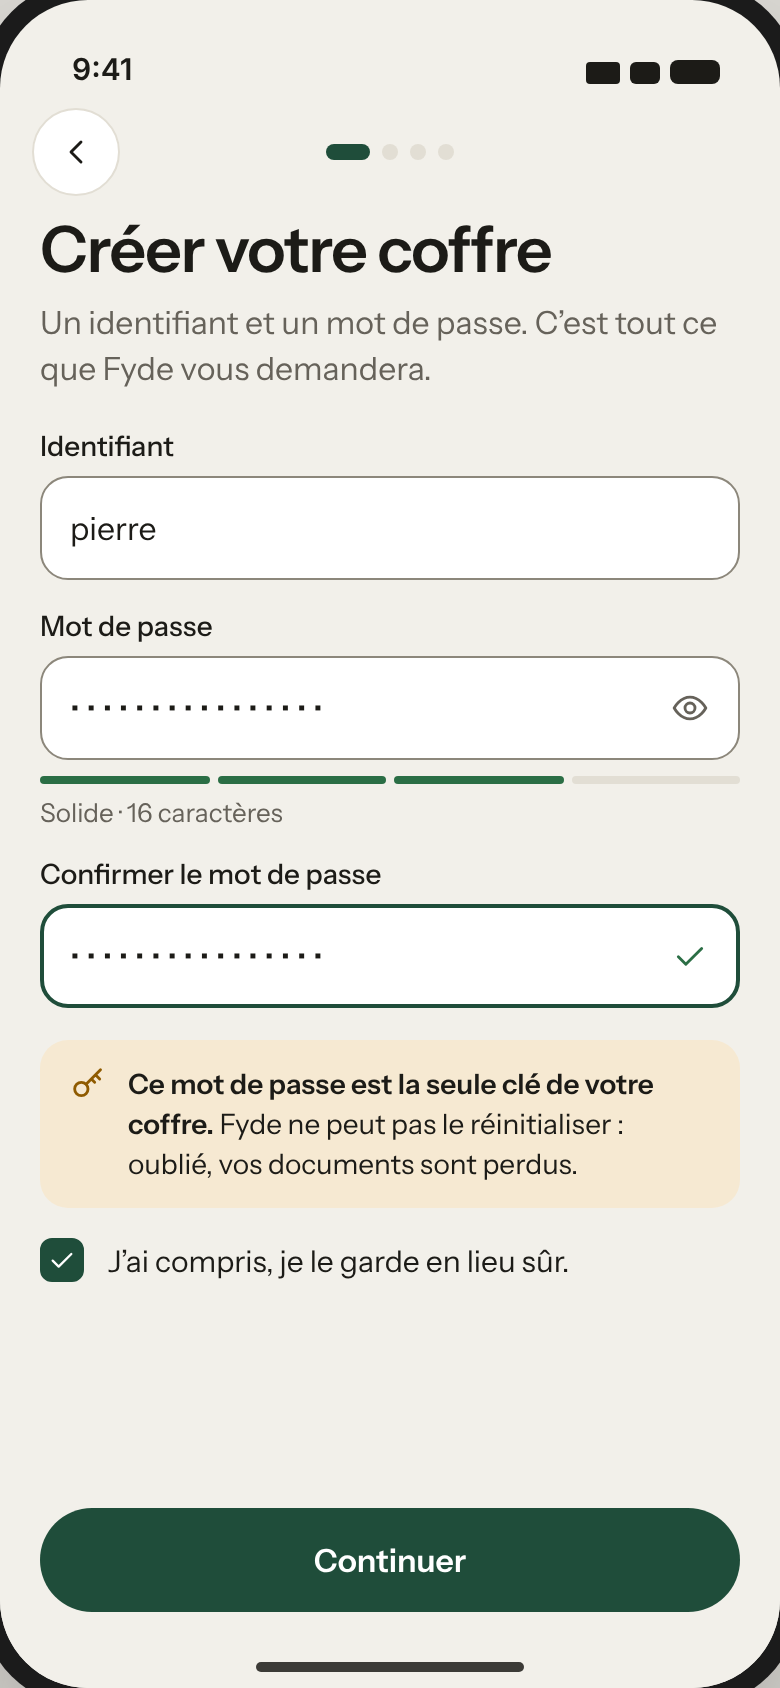 9:41
Créer votre coffre
Un identifiant et un mot de passe. C’est tout ce
que Fyde vous demandera.
Identifiant
pierre
Mot de passe
················
Solide · 16 caractères
Confirmer le mot de passe
················
Ce mot de passe est la seule clé de votre
coffre. Fyde ne peut pas le réinitialiser :
oublié, vos documents sont perdus.
J’ai compris, je le garde en lieu sûr.
Continuer